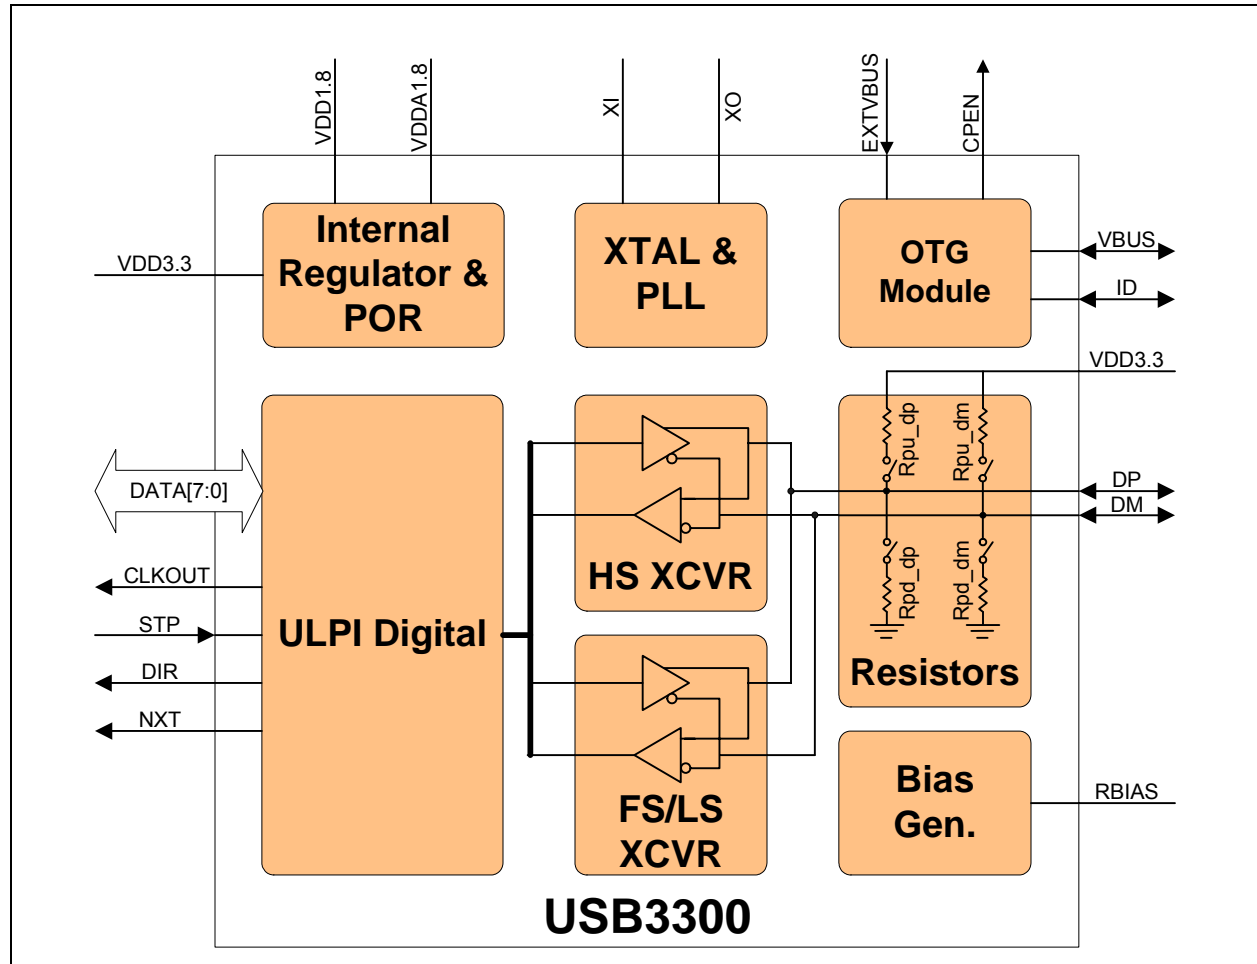 VDD1.8
VDDA1.8
XI
XO
EXTVBUS
CPEN
Internal
Regulator &
POR
XTAL &
PLL
OTG
Module
VDD3.3
VBUS
ID
VDD3.3
Rpu_dp
Rpu_dm
DATA[7:0]
DP
DM
HS XCVR
Rpd_dp
Rpd_dm
CLKOUT
STP
DIR
NXT
ULPI Digital
Resistors
FS/LS
XCVR
Bias
Gen.
RBIAS
USB3300